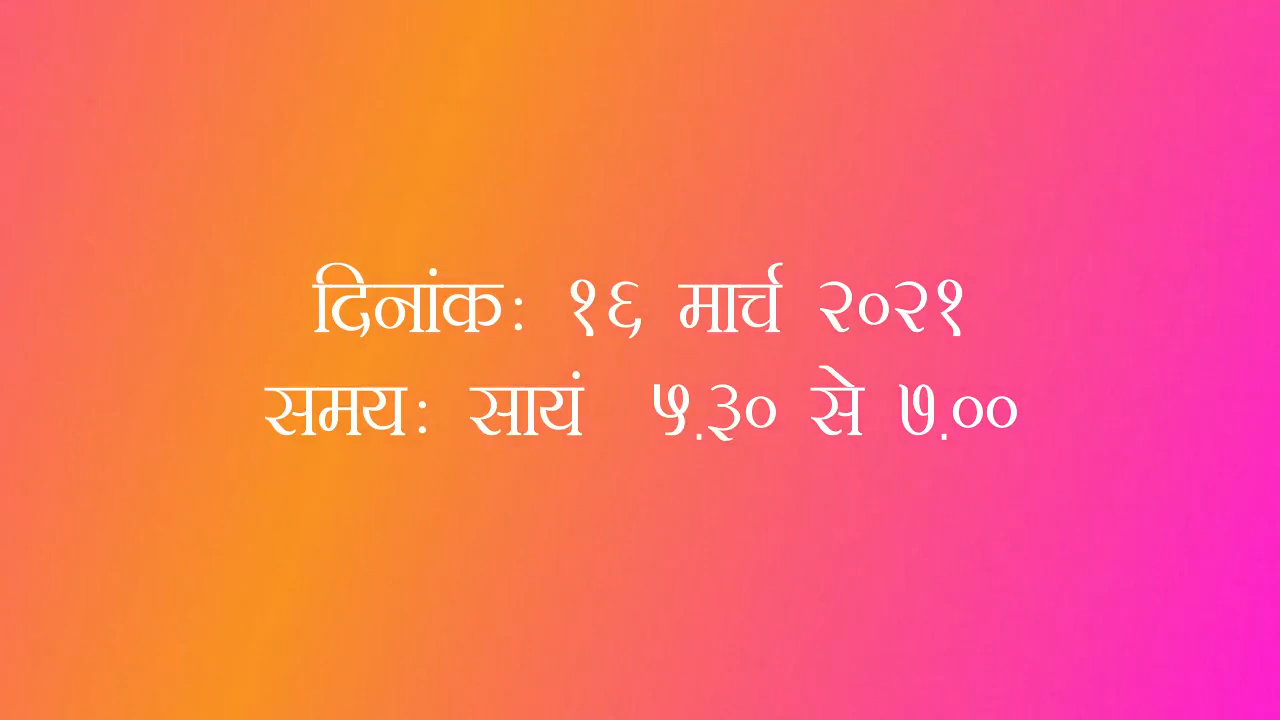 दिनांक: १६ मार्च २०२१
समय: सायं ५.३० से ७.००